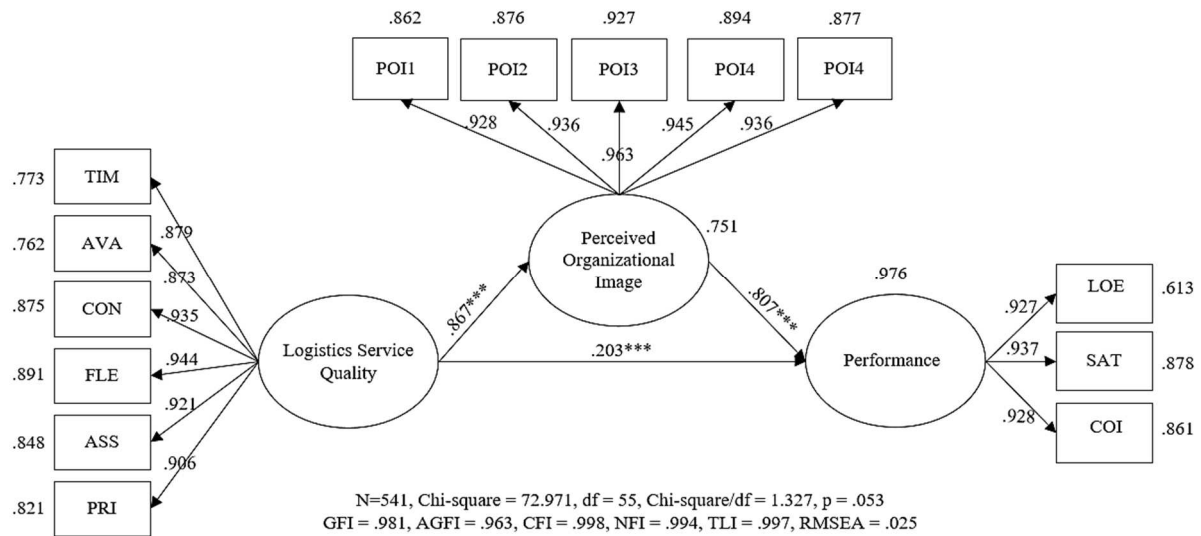 .862 .876 .927 .894 .877
POI1 POI2 POI3 POI4 POI4
.928 .936 .963 .945 .936
.773 TIM .879
.762 AVA .873
.875 CON .935
.891 FLE .944
.848 ASS .921
.821 PRI .906
Logistics Service
Quality
.867***
.203***
Perceived
Organizational
Image
.751
.807***
.976
Performance
.927 LOE .613
.937 SAT .878
.928 COI .861
N=541, Chi-square = 72.971, df = 55, Chi-square/df = 1.327, p = .053
GFI = .981, AGFI = .963, CFI = .998, NFI = .994, TLI = .997, RMSEA = .025